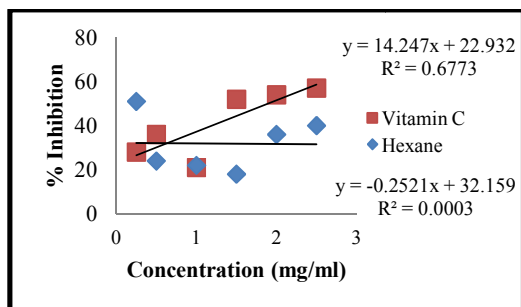 y = 14.247x + 22.932
R² = 0.6773
80
60
40
20
0
% Inhibition
Vitamin C
Hexane
y = -0.2521x + 32.159
R² = 0.0003
0 1 2 3
Concentration (mg/ml)